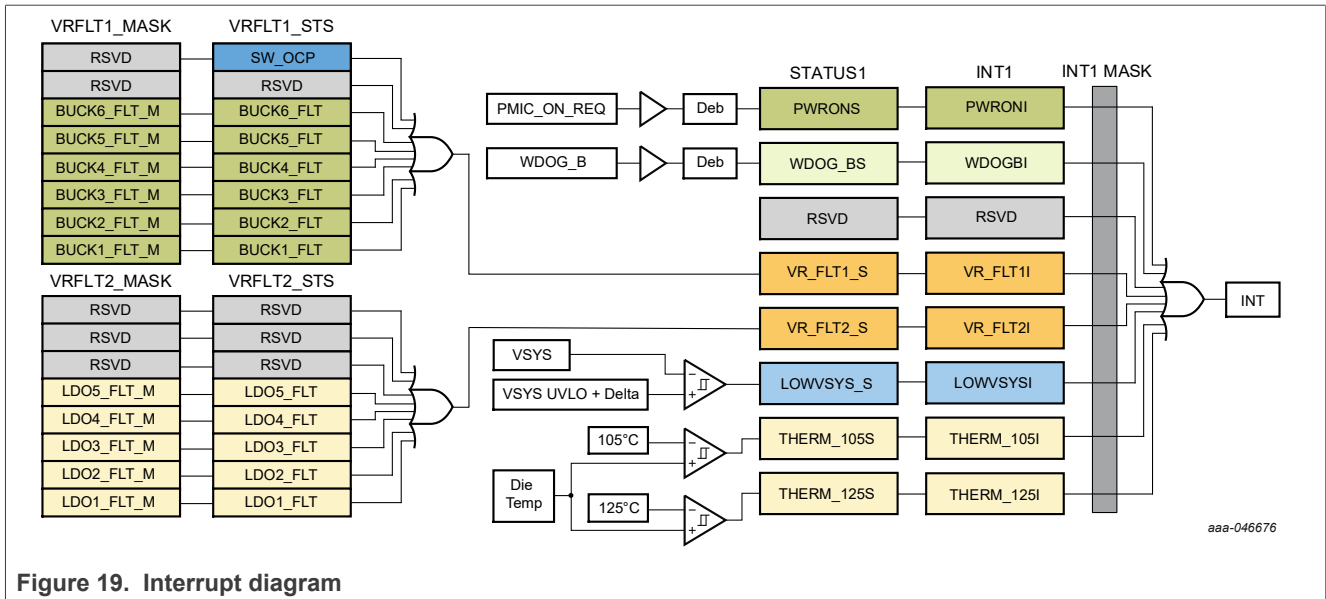 VRFLT1_MASK VRFLT1_STS
RSVD SW_OCP
RSVD RSVD
BUCK6_FLT_M BUCK6_FLT
BUCK5_FLT_M BUCK5_FLT
BUCK4_FLT_M BUCK4_FLT
BUCK3_FLT_M BUCK3_FLT
BUCK2_FLT_M BUCK2_FLT
BUCK1_FLT_M BUCK1_FLT
VRFLT2_MASK VRFLT2_STS
RSVD RSVD
RSVD RSVD
RSVD RSVD
LDO5_FLT_M LDO5_FLT
LDO4_FLT_M LDO4_FLT
LDO3_FLT_M LDO3_FLT
LDO2_FLT_M LDO2_FLT
LDO1_FLT_M LDO1_FLT
STATUS1 INT1 INT1 MASK
PMIC_ON_REQ Deb PWRONS PWRONI
WDOG_B Deb WDOG_BS WDOGBI
RSVD RSVD
VR_FLT1_S VR_FLT1I
INT
VR_FLT2_S VR_FLT2I
VSYS
−
LOWVSYS_S LOWVSYSI
VSYS UVLO + Delta +
105°C − THERM_105S THERM_105I
+
Die
Temp
125°C − THERM_125S THERM_125I
+
aaa-046676
Figure 19. Interrupt diagram